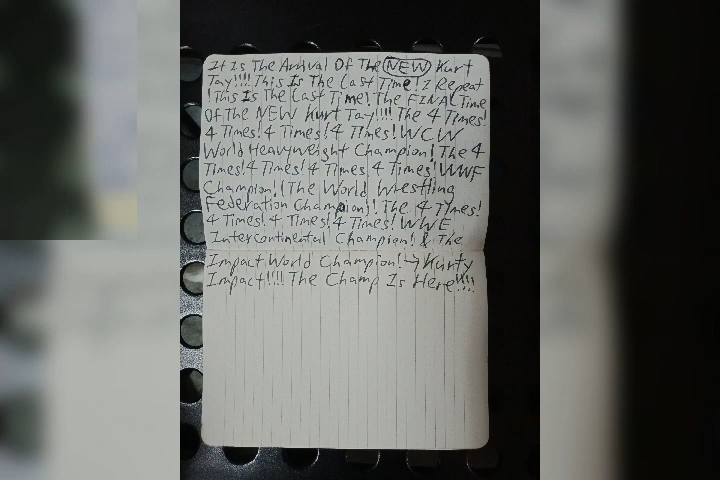 It Is The Arrival Of The NEW Kurt
Tay!!!! This Is The Last Time! I Repeat
! This Is The Last Time! The FINAL Time
Of The NEW Kurt Tay!!!! The 4 Times!
4 Times! 4 Times! 4 Times! WCW
World Heavyweight Champion! The 4
Times! 4 Times! 4 Times! 4 Times! WWF
Champion! (The World Wrestling
Federation Champion)! The 4 Times!
4 Times! 4 Times! 4 Times! WWE
Intercontinental Champion! & The
Impact World Champion! → Kurty
Impact!!!! The Champ Is Here!!!!